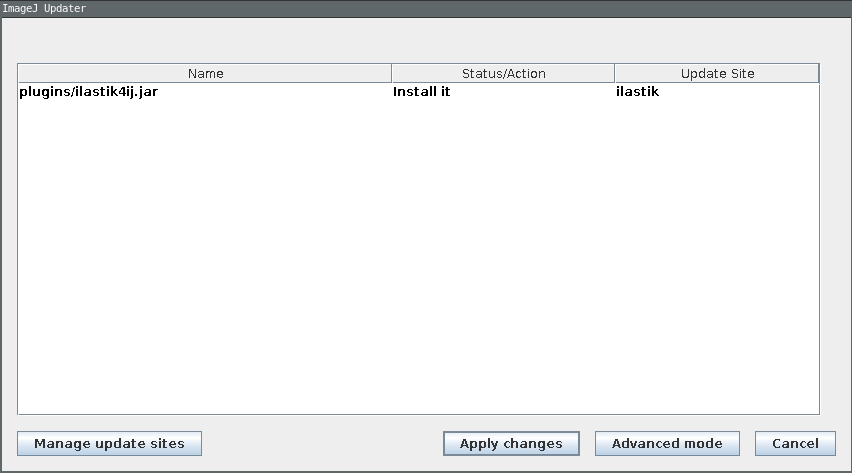 ImageJ Updater
Name Status/Action Update Site
plugins/ilastik4ij.jar Install it ilastik
Manage update sites Apply changes Advanced mode Cancel